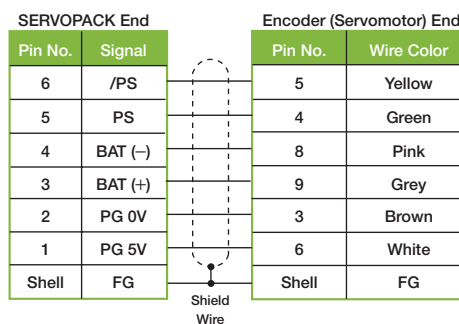 SERVOPACK End Encoder (Servomotor) End
Pin No. Signal Pin No. Wire Color
6 /PS 5 Yellow
5 PS 4 Green
4 BAT (−) 8 Pink
3 BAT (+) 9 Grey
2 PG 0V 3 Brown
1 PG 5V 6 White
Shell FG Shell FG
Shield
Wire